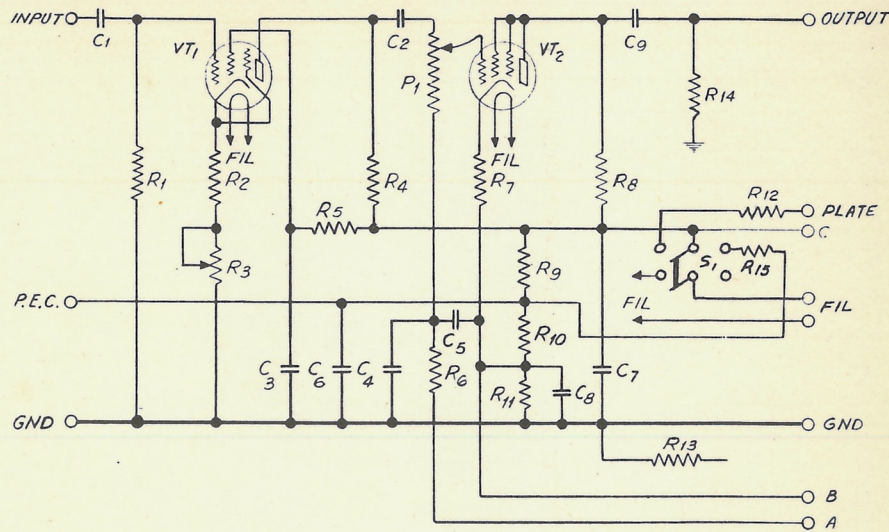 INPUT
C1
VT1
C2
P1
VT2
C9
OUTPUT
R14
FIL
FIL
R1
R2
R4
R7
R8
R12
PLATE
C
R5
S1
R15
R3
R9
P.E.C.
FIL
FIL
R10
C5
C3
C6
C4
R6
R11
C8
C7
GND
GND
R13
B
A